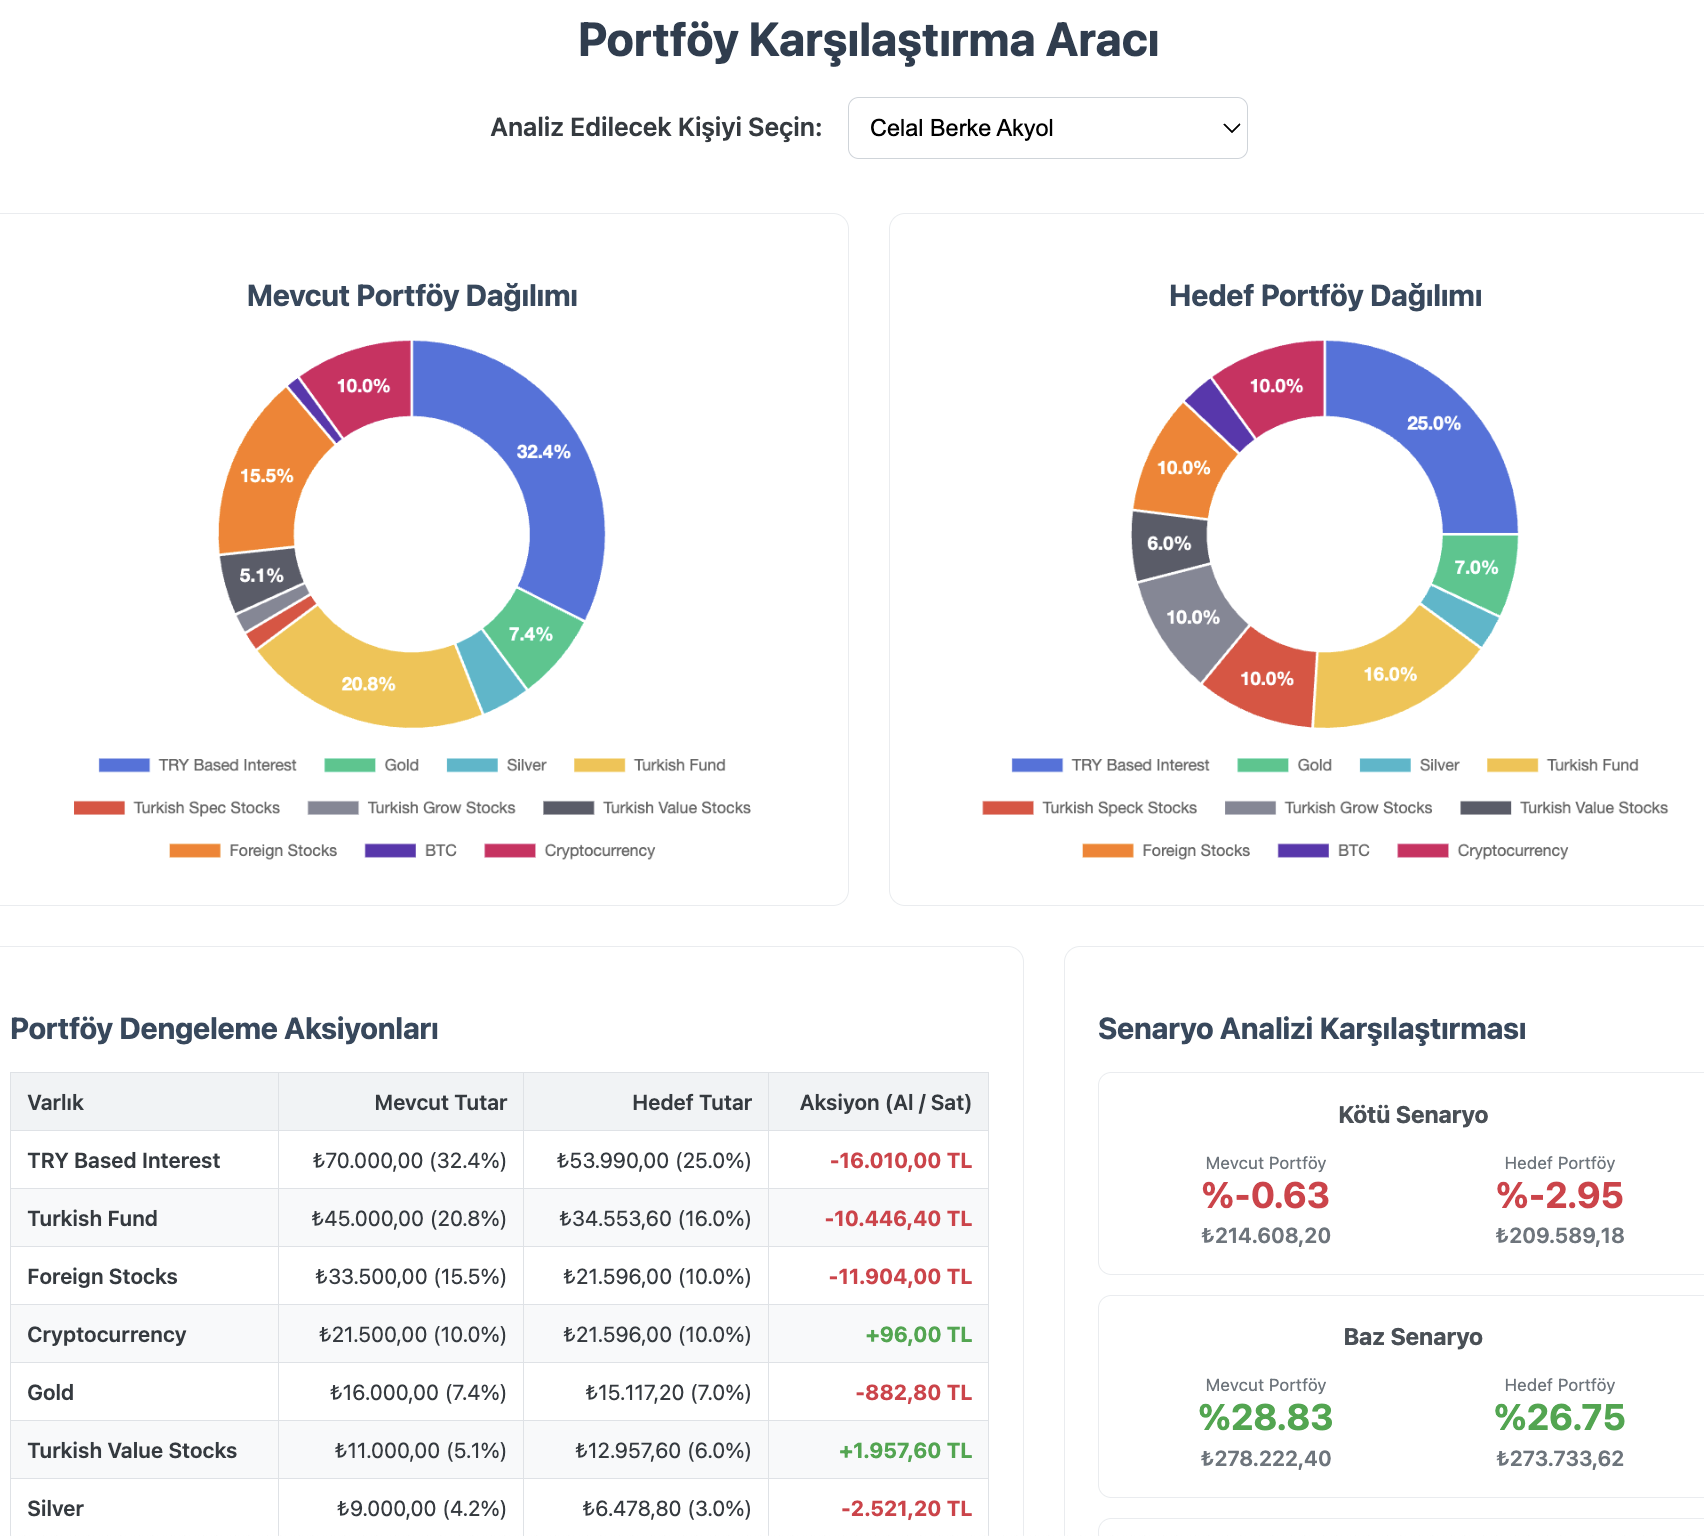 Portföy Karşılaştırma Aracı
Analiz Edilecek Kişiyi Seçin:
Celal Berke Akyol
Mevcut Portföy Dağılımı
10.0%
32.4%
15.5%
5.1%
7.4%
20.8%
TRY Based Interest
Gold
Silver
Turkish Fund
Turkish Spec Stocks
Turkish Grow Stocks
Turkish Value Stocks
Foreign Stocks
BTC
Cryptocurrency
Hedef Portföy Dağılımı
10.0%
25.0%
10.0%
6.0%
7.0%
10.0%
10.0%
16.0%
TRY Based Interest
Gold
Silver
Turkish Fund
Turkish Speck Stocks
Turkish Grow Stocks
Turkish Value Stocks
Foreign Stocks
BTC
Cryptocurrency
Portföy Dengeleme Aksiyonları
Varlık Mevcut Tutar Hedef Tutar Aksiyon (Al / Sat)
TRY Based Interest ₺70.000,00 (32.4%) ₺53.990,00 (25.0%) -16.010,00 TL
Turkish Fund ₺45.000,00 (20.8%) ₺34.553,60 (16.0%) -10.446,40 TL
Foreign Stocks ₺33.500,00 (15.5%) ₺21.596,00 (10.0%) -11.904,00 TL
Cryptocurrency ₺21.500,00 (10.0%) ₺21.596,00 (10.0%) +96,00 TL
Gold ₺16.000,00 (7.4%) ₺15.117,20 (7.0%) -882,80 TL
Turkish Value Stocks ₺11.000,00 (5.1%) ₺12.957,60 (6.0%) +1.957,60 TL
Silver ₺9.000,00 (4.2%) ₺6.478,80 (3.0%) -2.521,20 TL
Senaryo Analizi Karşılaştırması
Kötü Senaryo
Mevcut Portföy Hedef Portföy
%-0.63 %-2.95
₺214.608,20 ₺209.589,18
Baz Senaryo
Mevcut Portföy Hedef Portföy
%28.83 %26.75
₺278.222,40 ₺273.733,62